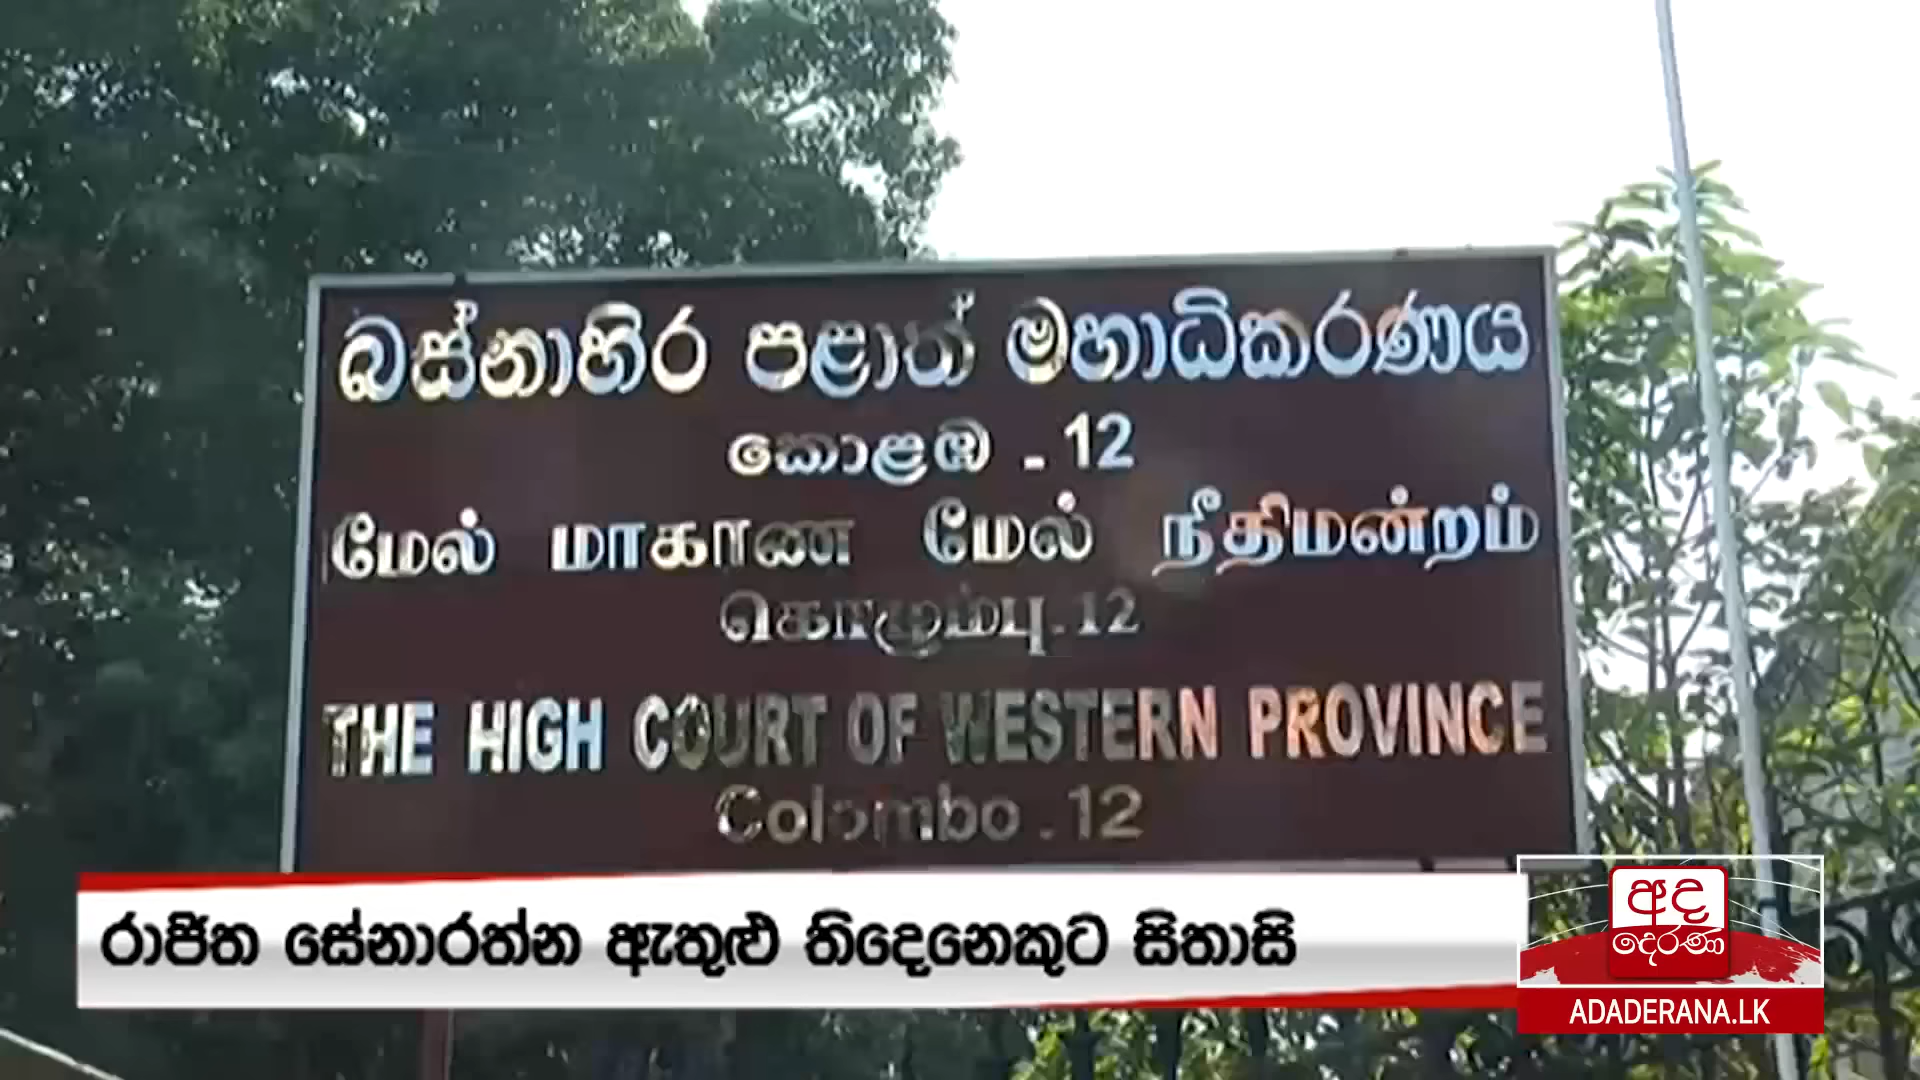 බස්නාහිර පළාත් මහාධිකරණය
කොළඹ - 12
மேல் மாகாண மேல் நீதிமன்றம்
கொழும்பு.12
THE HIGH COURT OF WESTERN PROVINCE
Colombo . 12
රාජිත සේනාරත්න ඇතුළු තිදෙනෙකුට සිතාසි
අද
දෙරණ
ADADERANA.LK